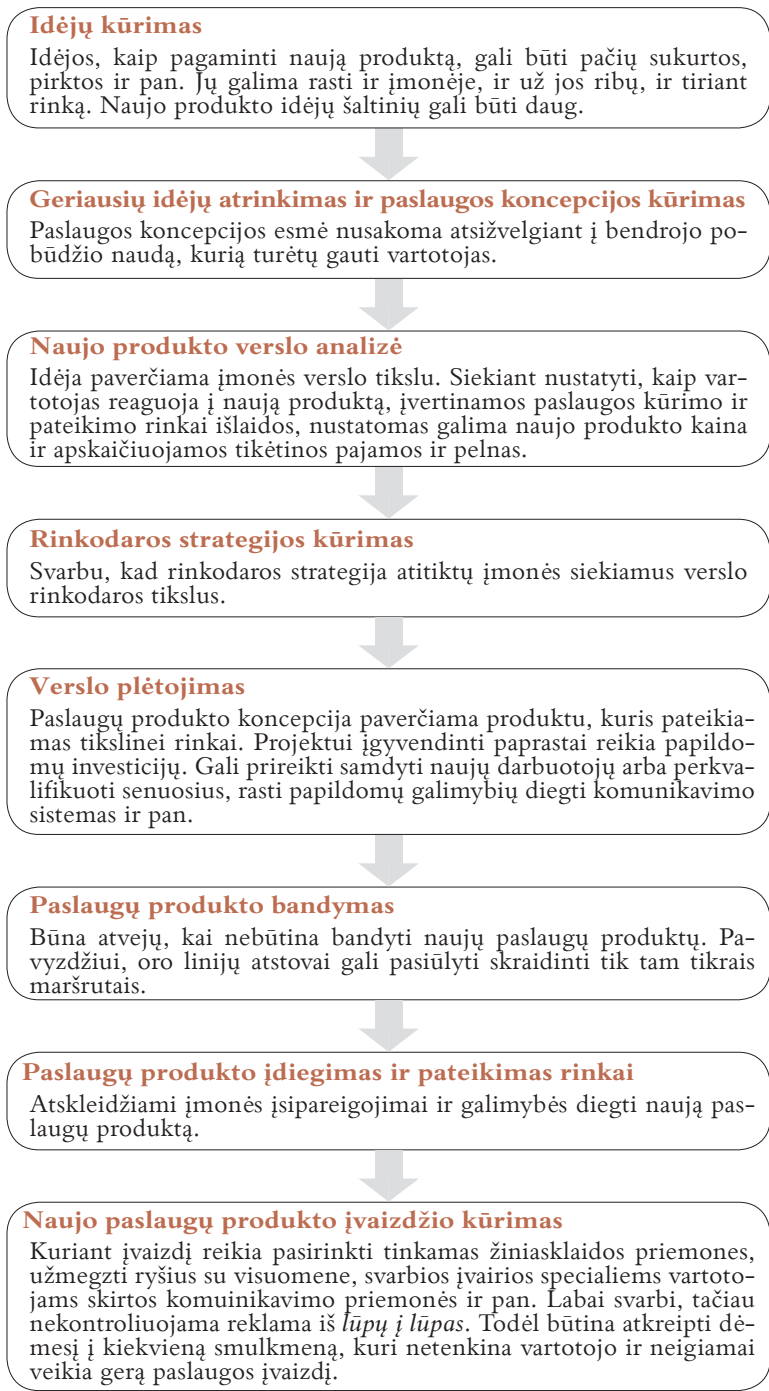 Idėjų kūrimas
Idėjos, kaip pagaminti naują produktą, gali būti pačių sukurtos,
pirktos ir pan. Jų galima rasti ir įmonėje, ir už jos ribų, ir tiriant
rinką. Naujo produkto idėjų šaltinių gali būti daug.
Geriausių idėjų atrinkimas ir paslaugos koncepcijos kūrimas
Paslaugos koncepcijos esmė nusakoma atsižvelgiant į bendrojo po-
būdžio naudą, kurią turėtų gauti vartotojas.
Naujo produkto verslo analizė
Idėja paverčiama įmonės verslo tikslu. Siekiant nustatyti, kaip var-
totojas reaguoja į naują produktą, įvertinamos paslaugos kūrimo ir
pateikimo rinkai išlaidos, nustatomas galima naujo produkto kaina
ir apskaičiuojamos tikėtinos pajamos ir pelnas.
Rinkodaros strategijos kūrimas
Svarbu, kad rinkodaros strategija atitiktų įmonės siekiamus verslo
rinkodaros tikslus.
Verslo plėtojimas
Paslaugų produkto koncepcija paverčiama produktu, kuris pateikia-
mas tikslinei rinkai. Projektui įgyvendinti paprastai reikia papildo-
mų investicijų. Gali prireikti samdyti naujų darbuotojų arba perkva-
lifikuoti senuosius, rasti papildomų galimybių diegti komunikavimo
sistemas ir pan.
Paslaugų produkto bandymas
Būna atvejų, kai nebūtina bandyti naujų paslaugų produktų. Pa-
vyzdžiui, oro linijų atstovai gali pasiūlyti skraidinti tik tam tikrais
maršrutais.
Paslaugų produkto įdiegimas ir pateikimas rinkai
Atskleidžiami įmonės įsipareigojimai ir galimybės diegti naują pas-
laugų produktą.
Naujo paslaugų produkto įvaizdžio kūrimas
Kuriant įvaizdį reikia pasirinkti tinkamas žiniasklaidos priemones,
užmegzti ryšius su visuomene, svarbios įvairios specialiems vartoto-
jams skirtos komuinikavimo priemonės ir pan. Labai svarbi, tačiau
nekontroliuojama reklama iš lūpų į lūpas. Todėl būtina atkreipti dė-
mesį į kiekvieną smulkmeną, kuri netenkina vartotojo ir neigiamai
veikia gerą paslaugos įvaizdį.